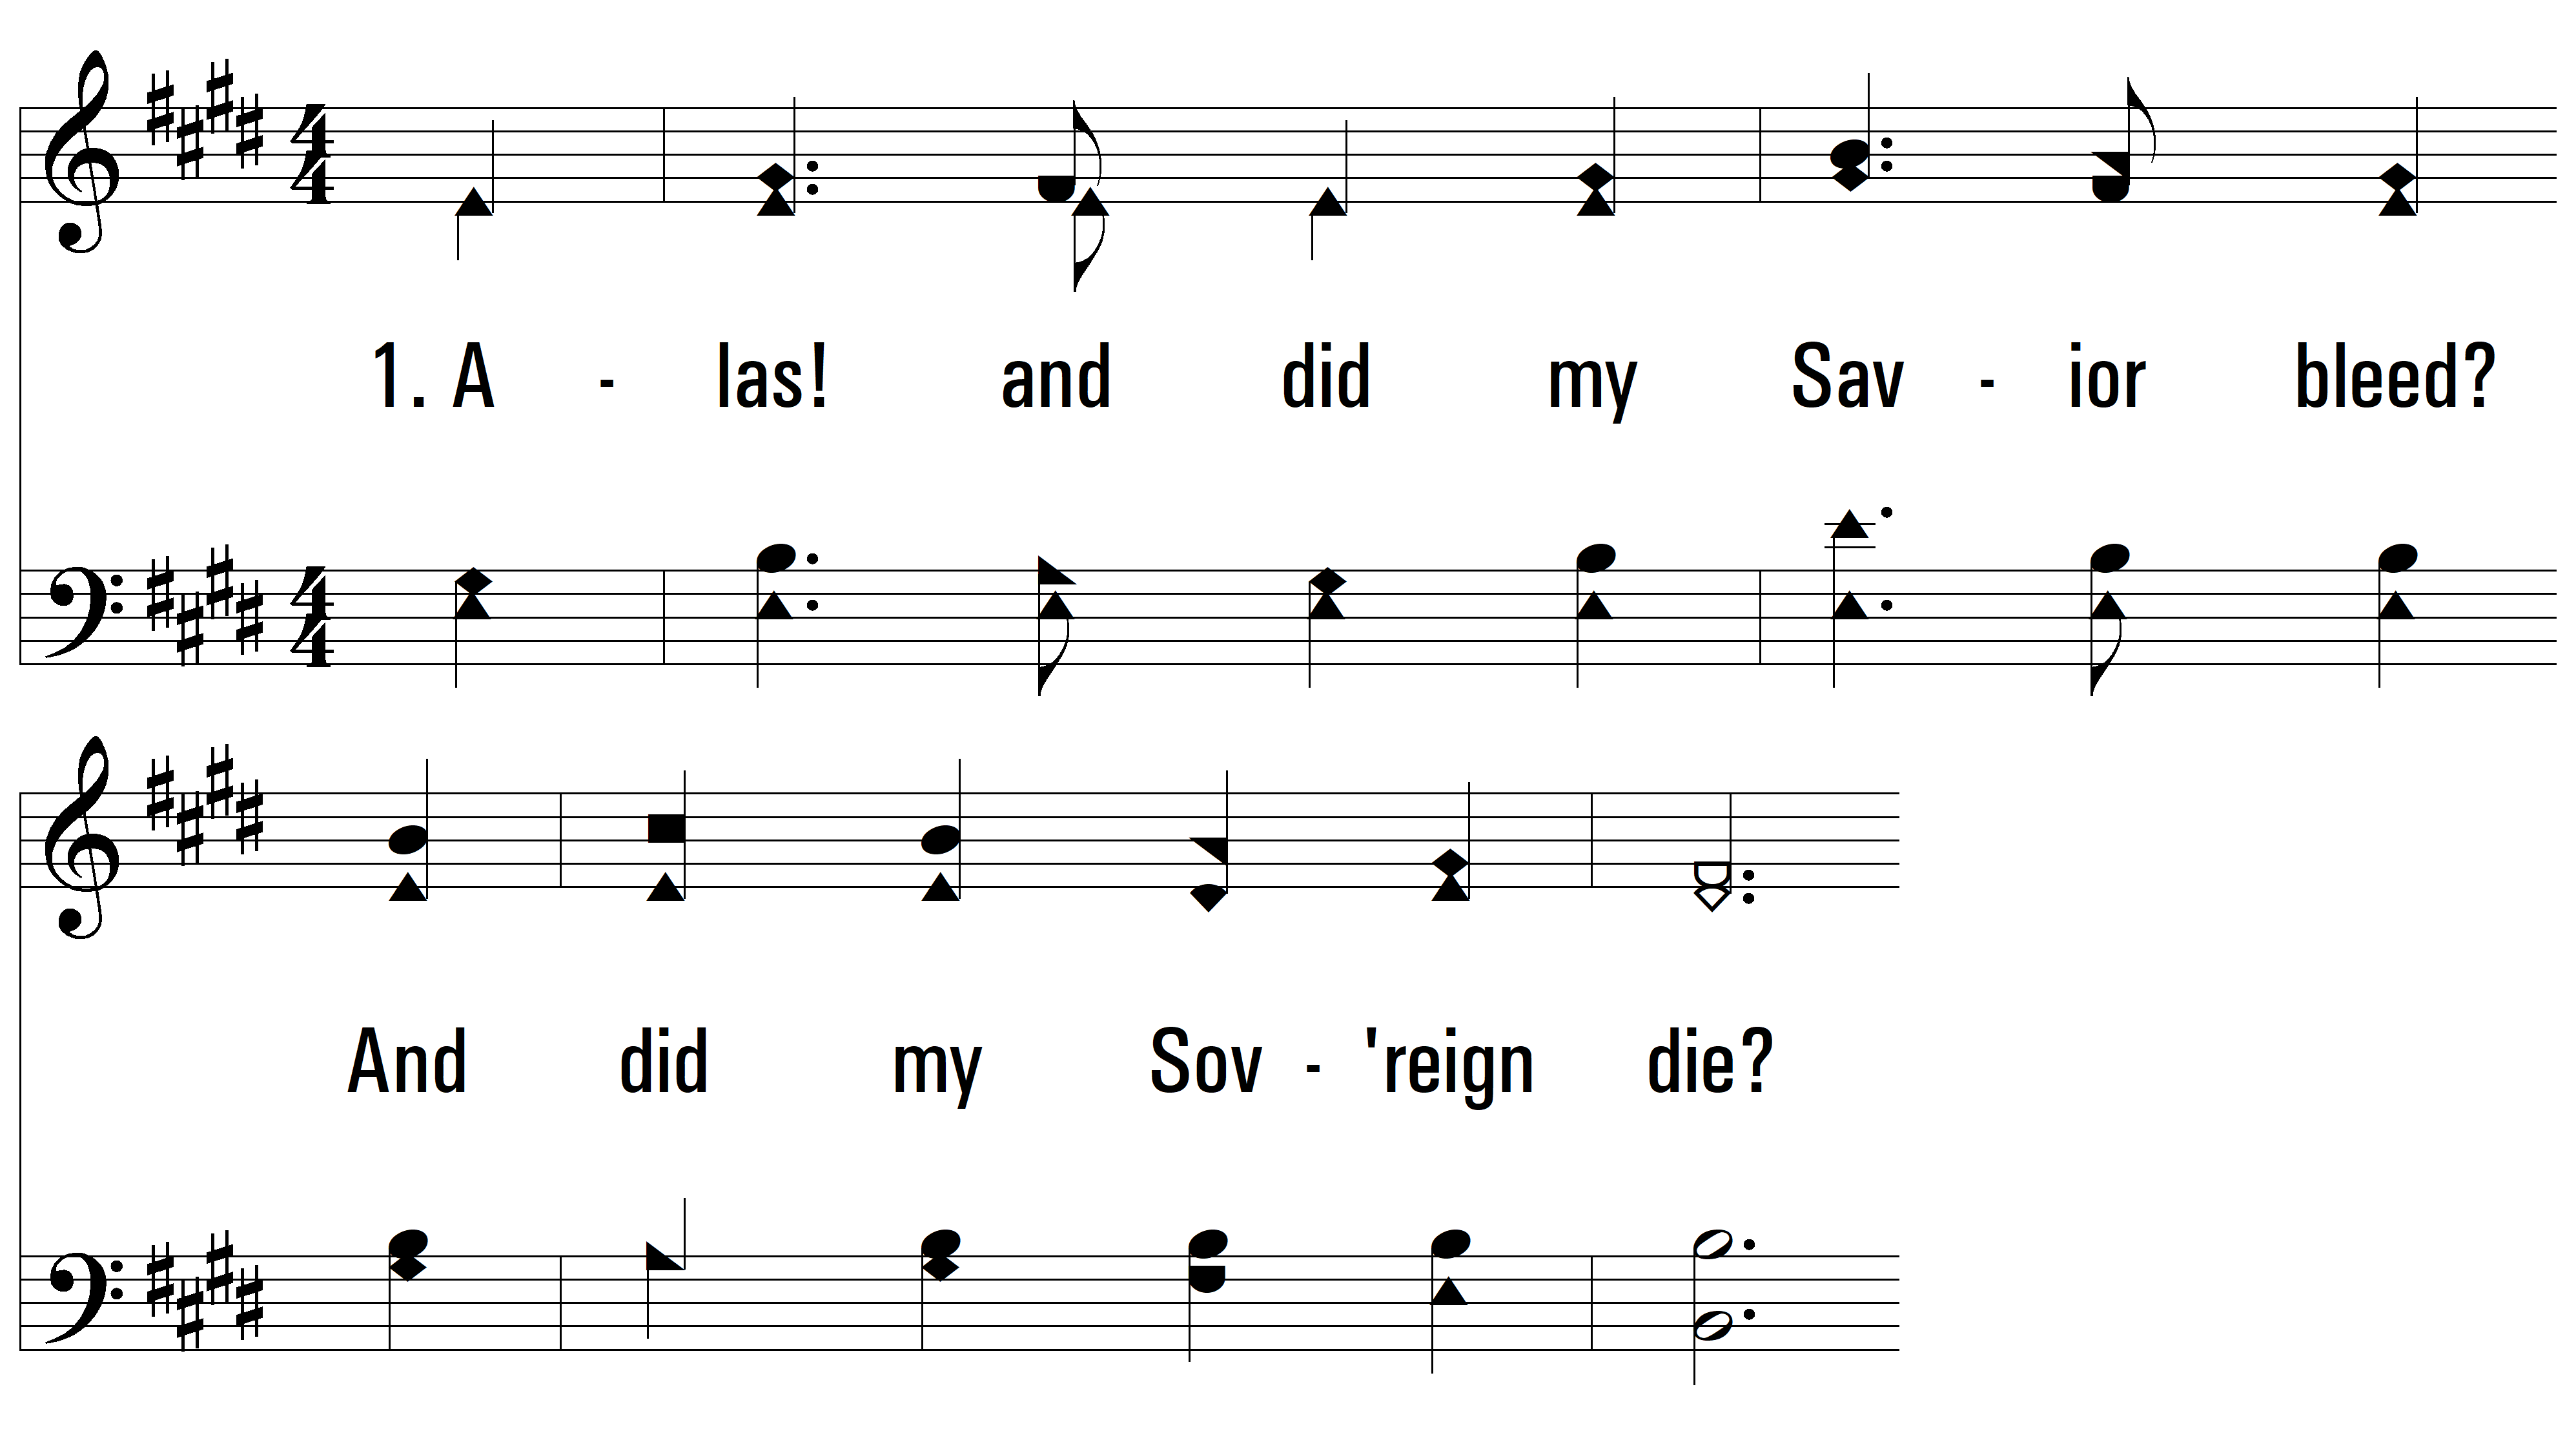 1. A - las! and did my Sav - ior bleed?
And did my Sov - 'reign die?